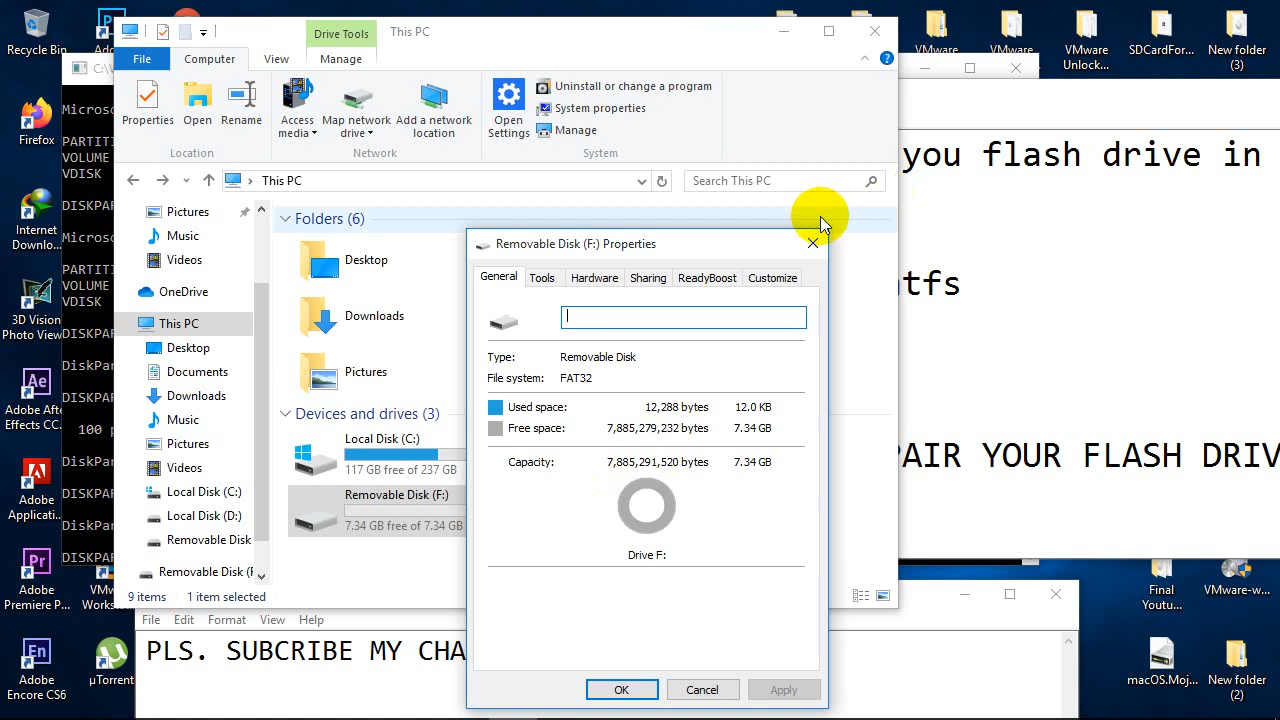 Recycle Bin
Firefox
Internet
Downlo...
3D Vision
Photo View...
Adobe Afte
Effects CC.
Adobe
Applicati...
Adobe
Premiere P...
Adobe
Encore CS6
µTorrent
VMware
VMware
VMware
Unlock...
SDCardFor...
New folder
(3)
Final
Youtu...
VMware-w...
macOS.Moj...
New folder
(2)
Drive Tools
This PC
File
Computer
View
Manage
Properties
Open
Rename
Location
Access
media
Map network
drive
Add a network
location
Network
Open
Settings
Uninstall or change a program
System properties
Manage
System
This PC
Search This PC
Pictures
Music
Videos
OneDrive
This PC
Desktop
Documents
Downloads
Music
Pictures
Videos
Local Disk (C:)
Local Disk (D:)
Removable Disk
Removable Disk (F
Folders (6)
Desktop
Downloads
Pictures
Devices and drives (3)
Local Disk (C:)
117 GB free of 237 GB
Removable Disk (F:)
7.34 GB free of 7.34 GB
9 items
1 item selected
Removable Disk (F:) Properties
General
Tools
Hardware
Sharing
ReadyBoost
Customize
Type:
Removable Disk
File system:
FAT32
Used space:
12,288 bytes
12.0 KB
Free space:
7,885,279,232 bytes
7.34 GB
Capacity:
7,885,291,520 bytes
7.34 GB
Drive F:
OK
Cancel
Apply
C:\
Microso
PARTITI
VOLUME
VDISK
DISKPAR
Microso
PARTITI
VOLUME
VDISK
DISKPAR
DiskPar
100 p
DiskPar
DISKPAR
DiskPar
DISKPAR
you flash drive in
ntfs
PAIR YOUR FLASH DRIV
File
Edit
Format
View
Help
PLS. SUBCRIBE MY CHA